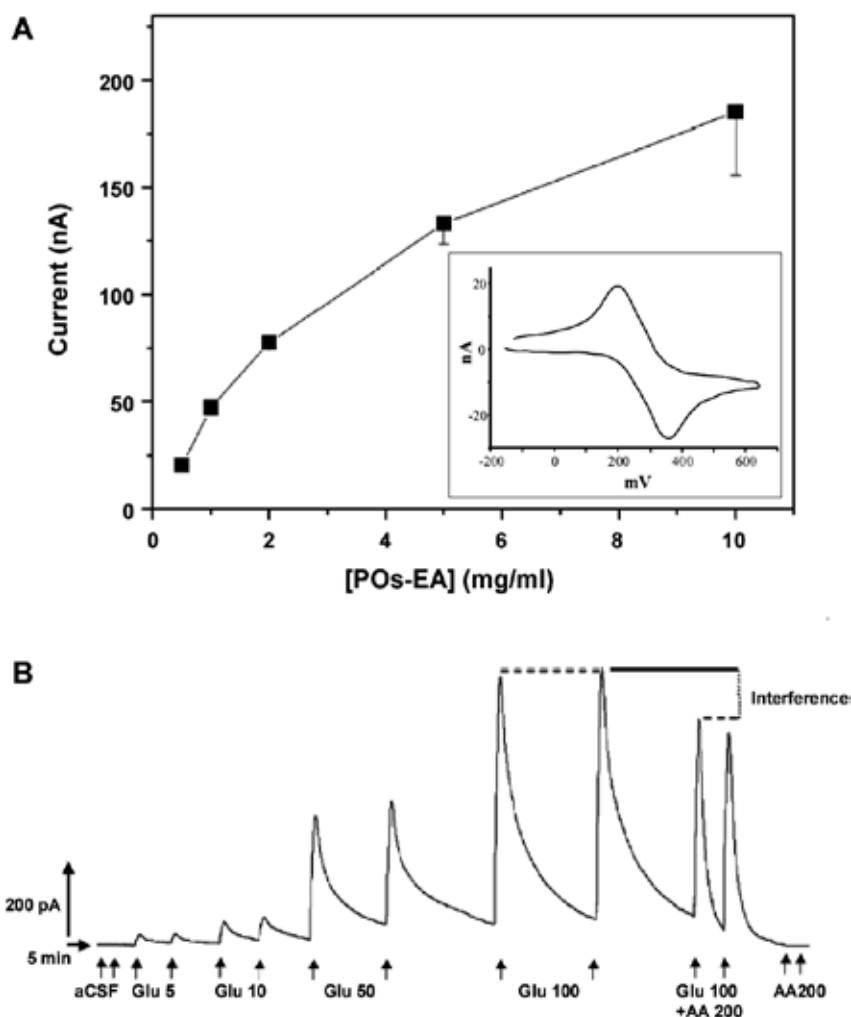 A
Current (nA)
200
150
100
50
0
0 2 4 6 8 10
[POs-EA] (mg/ml)
nA
20
0
-20
-200 0 200 400 600
mV
B
Interference
200 pA
5 min
aCSF Glu 5 Glu 10 Glu 50 Glu 100 Glu 100 AA200
+AA 200